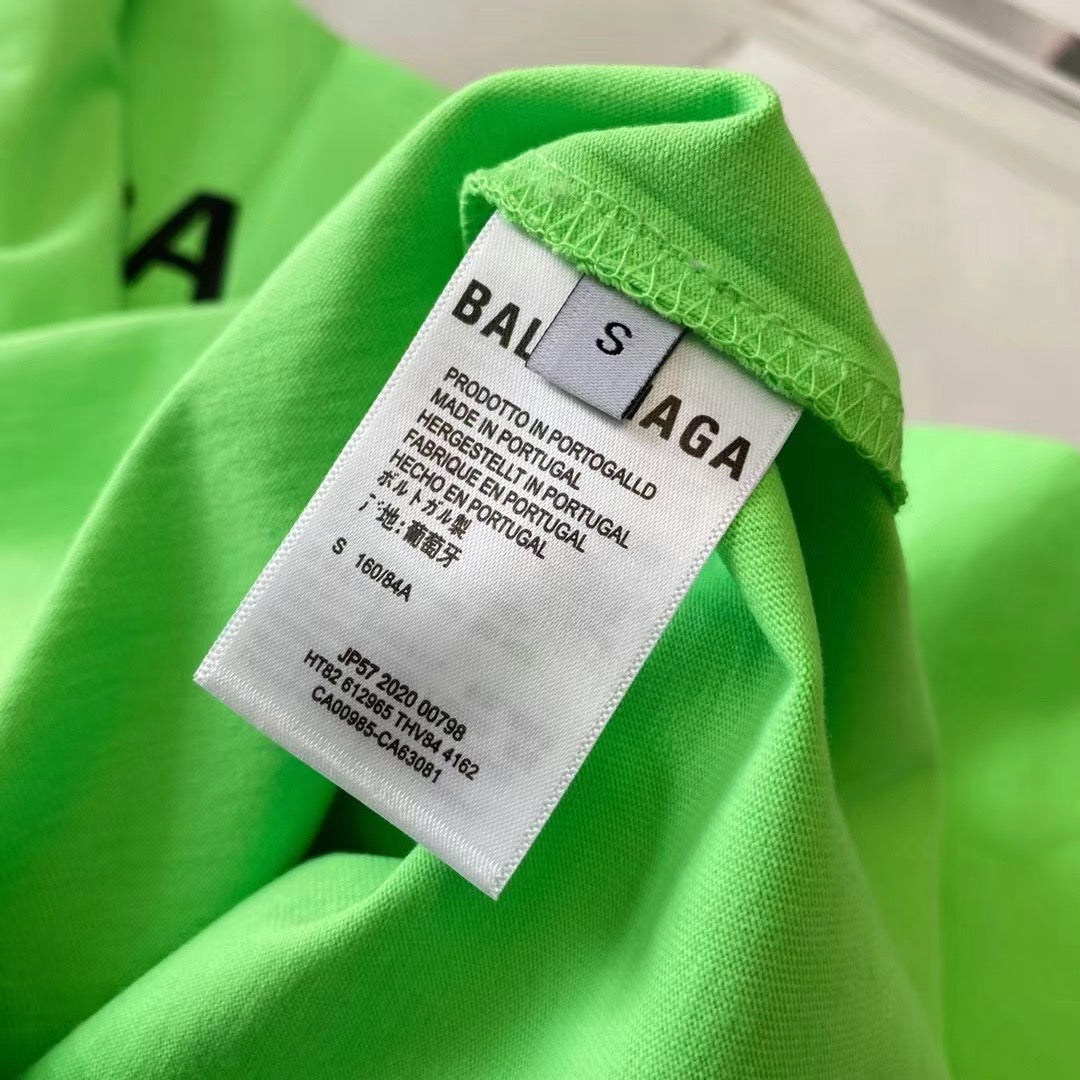 A
BAL AGA
S
PRODOTTO IN PORTOGALLD
MADE IN PORTUGAL
HERGESTELLT IN PORTUGAL
FABRIQUE EN PORTUGAL
HECHO EN PORTUGAL
ポルトガル製
地:葡萄牙
S 160/84A
JP57 2020 00798
HT82 612965 THV84 4162
CA00985-CA63081